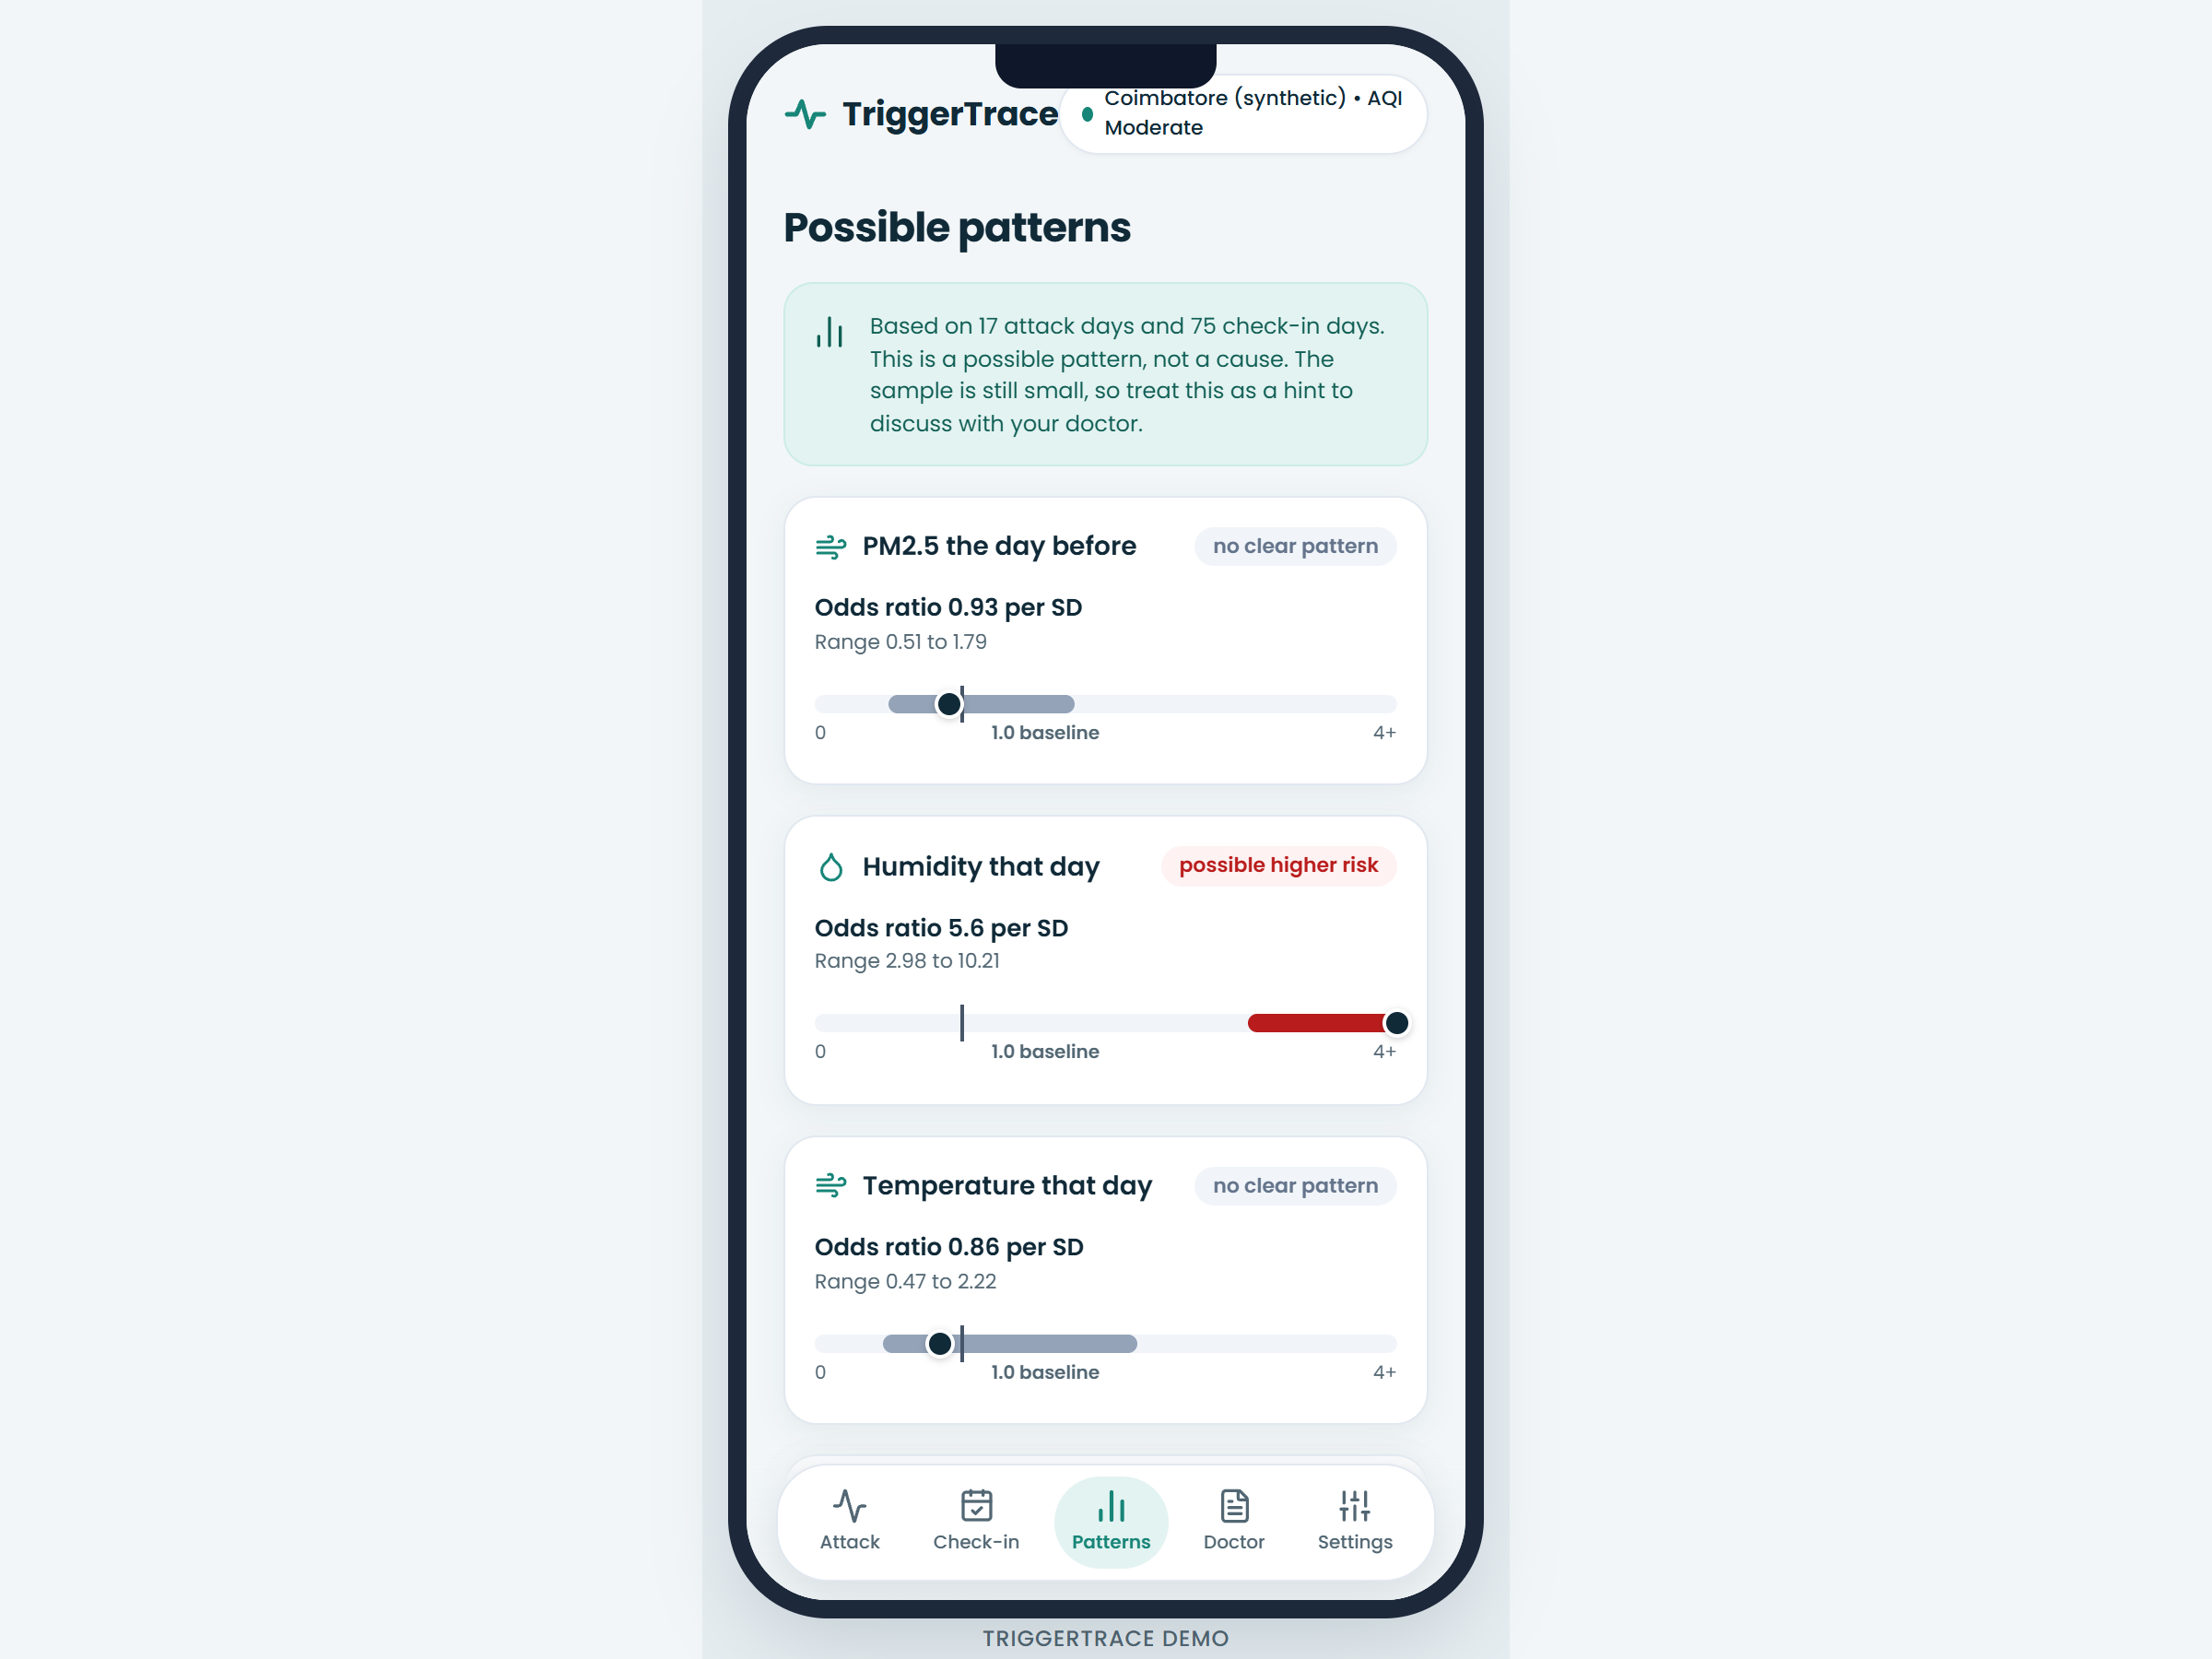 TriggerTrace
Coimbatore (synthetic) • AQI
Moderate
Possible patterns
Based on 17 attack days and 75 check-in days.
This is a possible pattern, not a cause. The
sample is still small, so treat this as a hint to
discuss with your doctor.
PM2.5 the day before
no clear pattern
Odds ratio 0.93 per SD
Range 0.51 to 1.79
0 1.0 baseline 4+
Humidity that day
possible higher risk
Odds ratio 5.6 per SD
Range 2.98 to 10.21
0 1.0 baseline 4+
Temperature that day
no clear pattern
Odds ratio 0.86 per SD
Range 0.47 to 2.22
0 1.0 baseline 4+
Attack Check-in Patterns Doctor Settings
TRIGGERTRACE DEMO